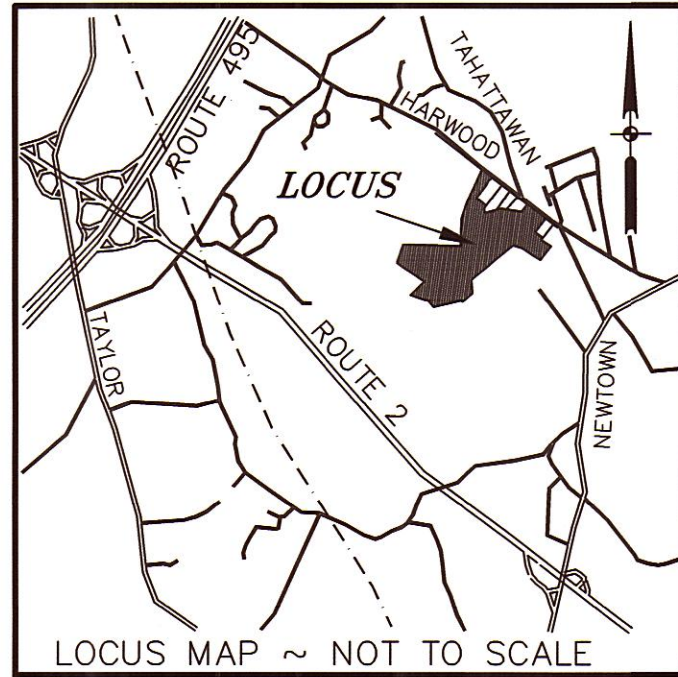 ROUTE 495
TAHATTAWAN
HARWOOD
LOCUS
ROUTE 2
TAYLOR
NEWTOWN
LOCUS MAP ~ NOT TO SCALE